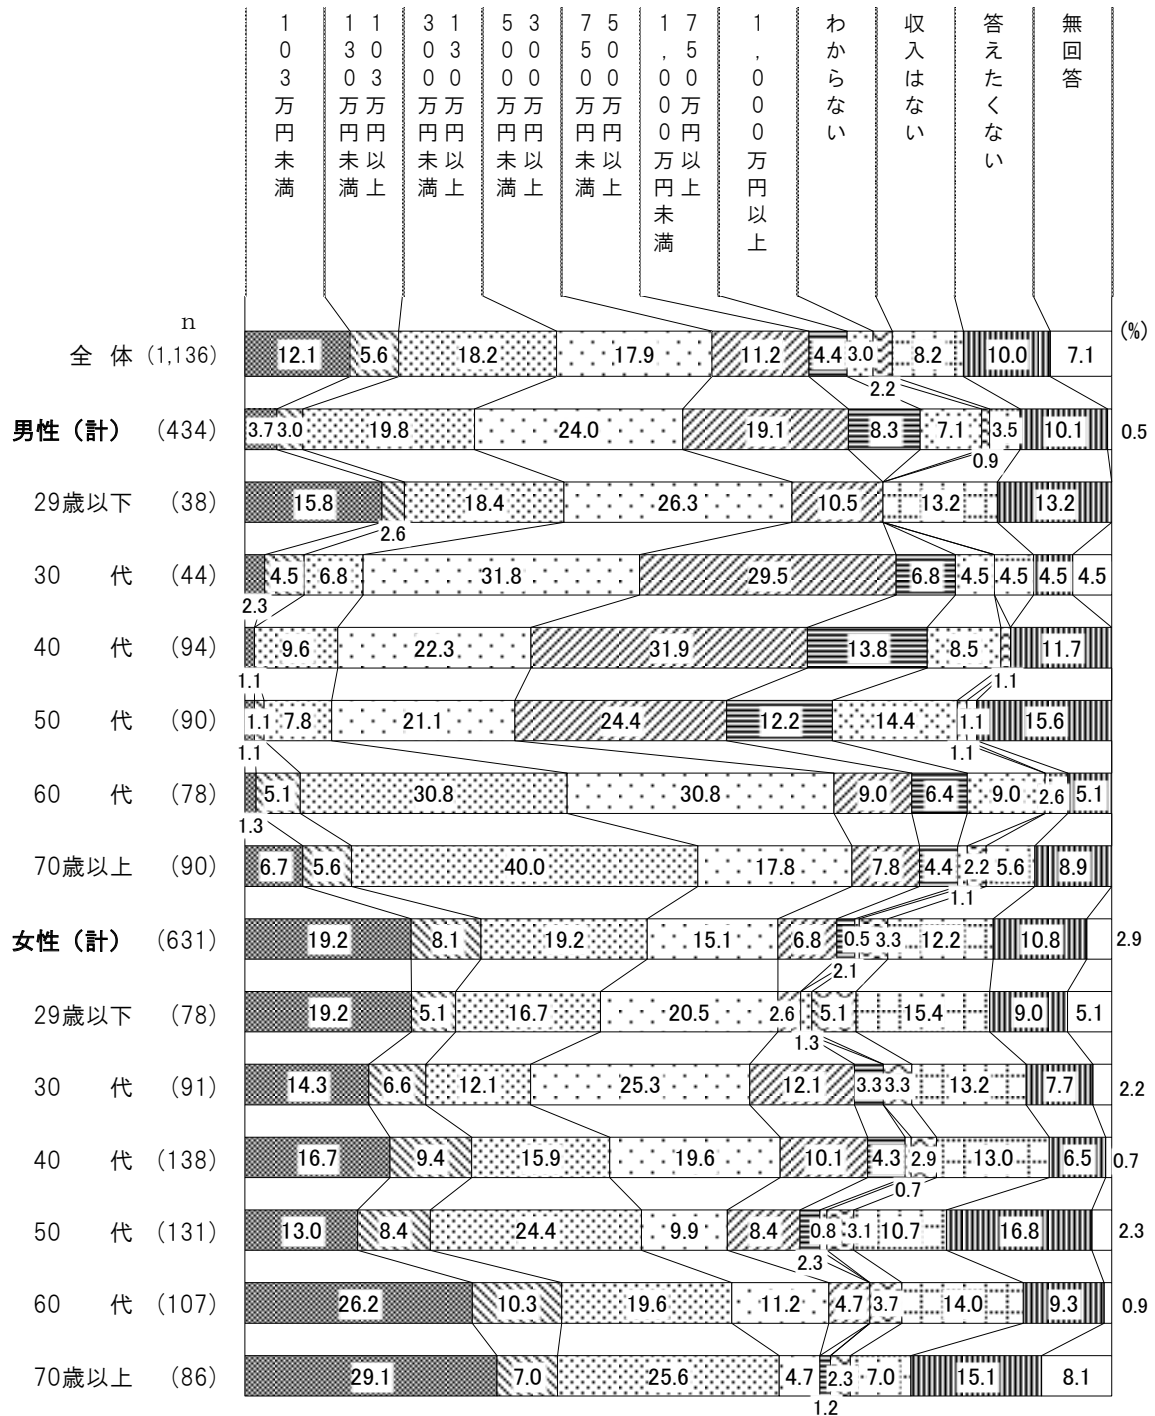 103万円未満
103万円以上
130万円未満
130万円以上
300万円未満
300万円以上
500万円未満
500万円以上
750万円未満
750万円以上
1,000万円未満
1,000万円以上
わからない
収入はない
答えたくない
無回答
n
(%)
全 体 (1,136) 12.1 5.6 18.2 17.9 11.2 4.4 3.0 8.2 10.0 7.1
2.2
男性（計） (434) 3.7 3.0 19.8 24.0 19.1 8.3 7.1 3.5 10.1 0.5
0.9
29歳以下 (38) 15.8 18.4 26.3 10.5 13.2 13.2
2.6
30 代 (44) 4.5 6.8 31.8 29.5 6.8 4.5 4.5 4.5 4.5
2.3
40 代 (94) 9.6 22.3 31.9 13.8 8.5 11.7
1.1 1.1
50 代 (90) 1.1 7.8 21.1 24.4 12.2 14.4 1.1 15.6
1.1 1.1
60 代 (78) 5.1 30.8 30.8 9.0 6.4 9.0 2.6 5.1
1.3
70歳以上 (90) 6.7 5.6 40.0 17.8 7.8 4.4 2.2 5.6 8.9
1.1
女性（計） (631) 19.2 8.1 19.2 15.1 6.8 0.5 3.3 12.2 10.8 2.9
2.1
29歳以下 (78) 19.2 5.1 16.7 20.5 2.6 5.1 15.4 9.0 5.1
1.3
30 代 (91) 14.3 6.6 12.1 25.3 12.1 3.3 3.3 13.2 7.7 2.2
40 代 (138) 16.7 9.4 15.9 19.6 10.1 4.3 2.9 13.0 6.5 0.7
0.7
50 代 (131) 13.0 8.4 24.4 9.9 8.4 0.8 3.1 10.7 16.8 2.3
2.3
60 代 (107) 26.2 10.3 19.6 11.2 4.7 3.7 14.0 9.3 0.9
70歳以上 (86) 29.1 7.0 25.6 4.7 2.3 7.0 15.1 8.1
1.2